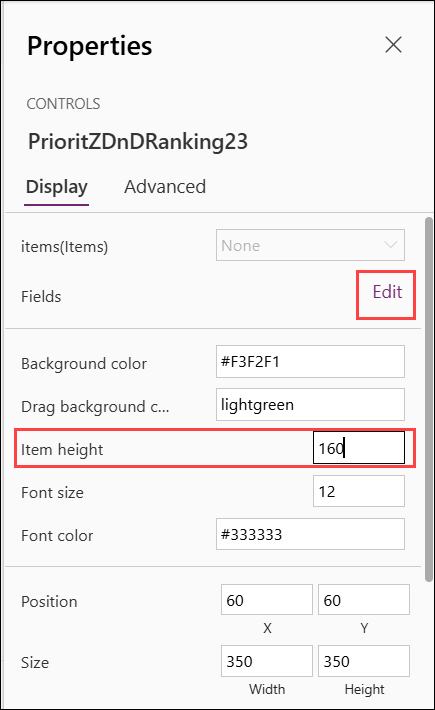 Properties
CONTROLS
PrioritZDnDRanking23
Display Advanced
items(Items) None
Fields Edit
Background color #F3F2F1
Drag background c... lightgreen
Item height 160
Font size 12
Font color #333333
Position 60 60
X Y
Size 350 350
Width Height